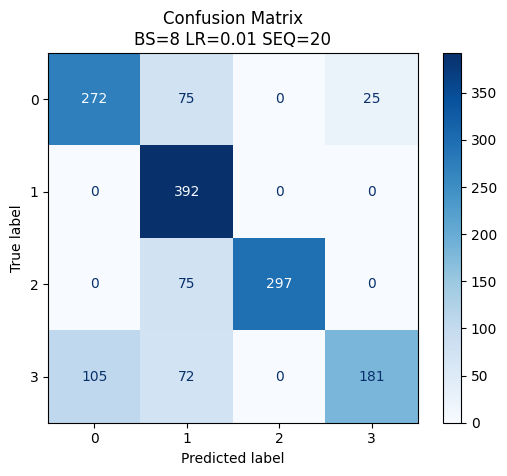 Confusion Matrix
BS=8 LR=0.01 SEQ=20
True label
0 272 75 0 25
1 0 392 0 0
2 0 75 297 0
3 105 72 0 181
0 1 2 3
Predicted label
350
300
250
200
150
100
50
0